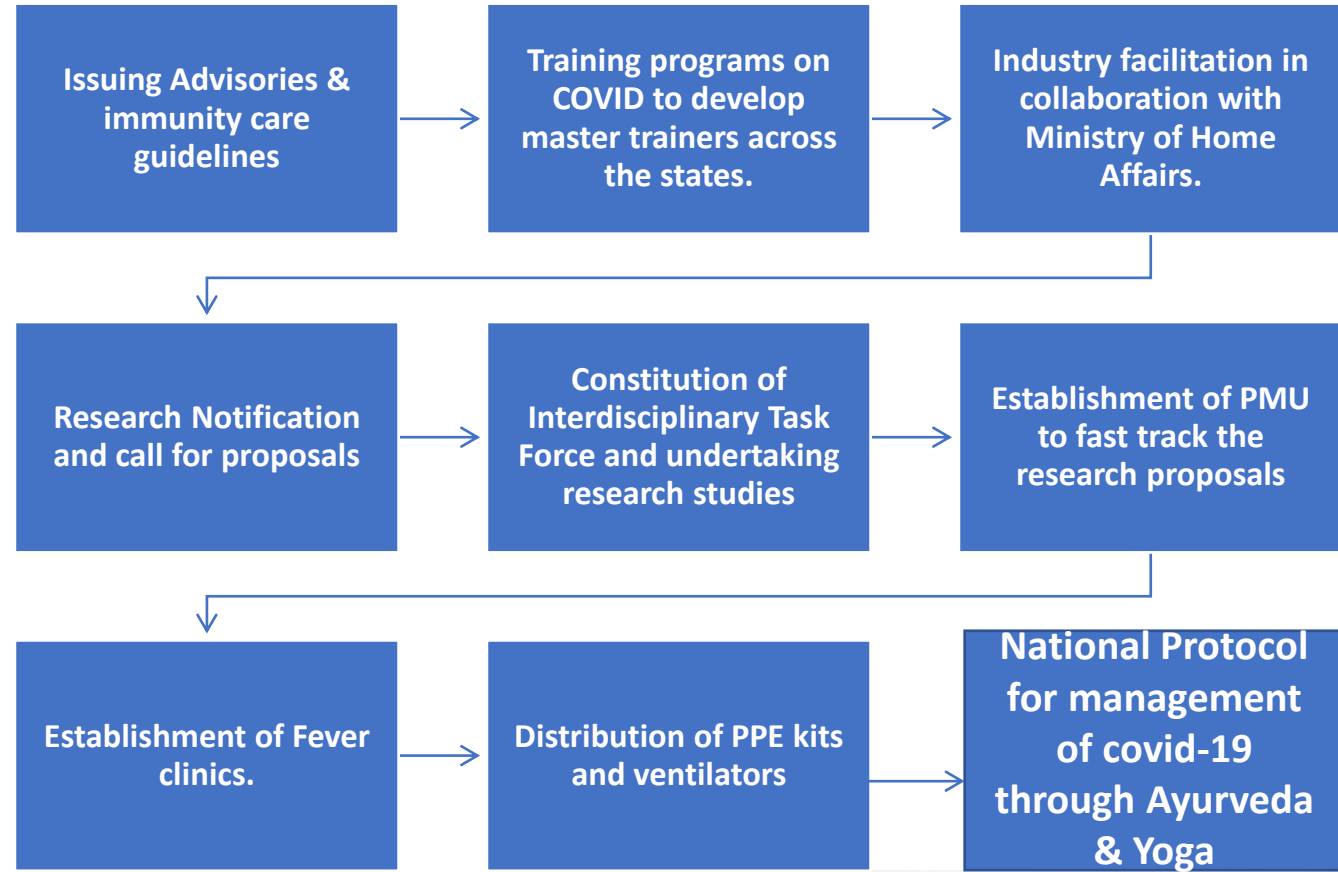 Issuing Advisories &
immunity care
guidelines
Training programs on
COVID to develop
master trainers across
the states.
Industry facilitation in
collaboration with
Ministry of Home
Affairs.
Research Notification
and call for proposals
Constitution of
Interdisciplinary Task
Force and undertaking
research studies
Establishment of PMU
to fast track the
research proposals
Establishment of Fever
clinics.
Distribution of PPE kits
and ventilators
National Protocol
for management
of covid-19
through Ayurveda
& Yoga